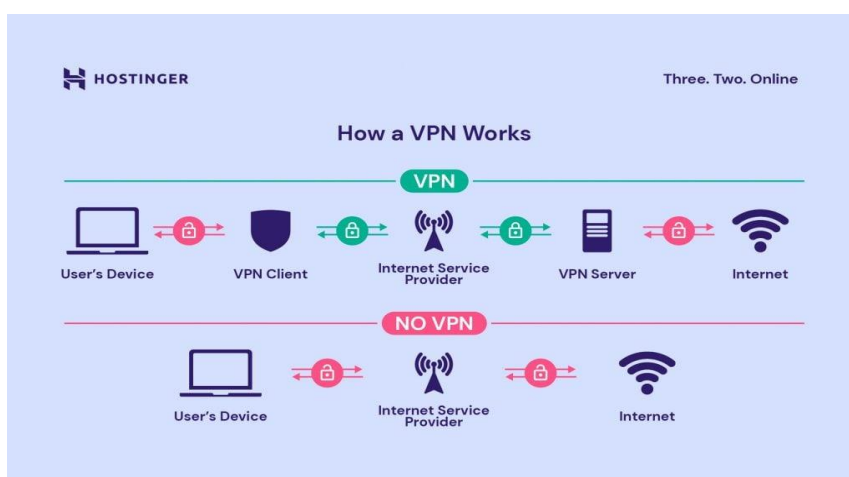 HOSTINGER
Three. Two. Online
How a VPN Works
VPN
User's Device
VPN Client
Internet Service
Provider
VPN Server
Internet
NO VPN
User's Device
Internet Service
Provider
Internet